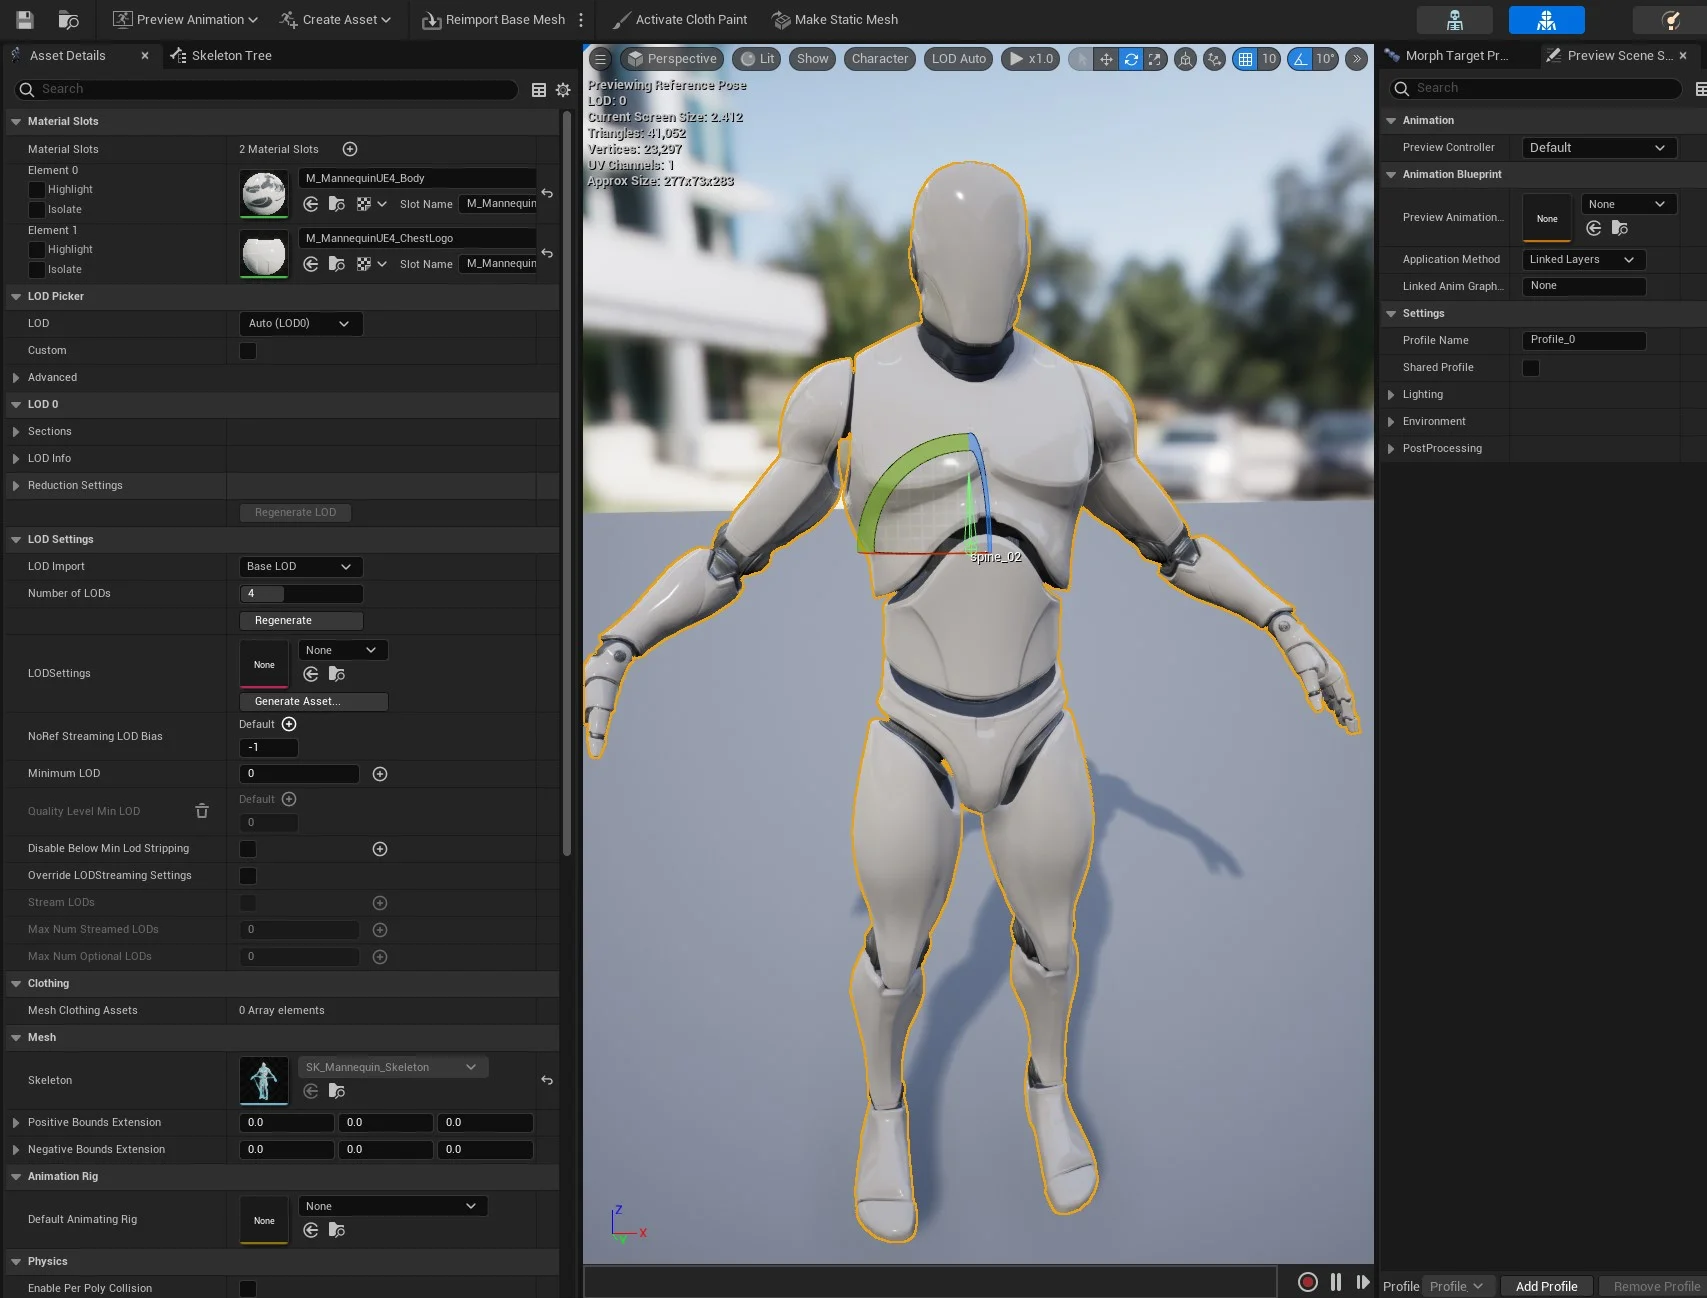 Preview Animation
Create Asset
Reimport Base Mesh
Activate Cloth Paint
Make Static Mesh
Asset Details
Skeleton Tree
Search
Material Slots
Material Slots
2 Material Slots
Element 0
Highlight
Isolate
M_MannequinUE4_Body
Slot Name
M_Mannequin
Element 1
Highlight
Isolate
M_MannequinUE4_ChestLogo
Slot Name
M_Mannequin
LOD Picker
LOD
Auto (LOD0)
Custom
Advanced
LOD 0
Sections
LOD Info
Reduction Settings
Regenerate LOD
LOD Settings
LOD Import
Base LOD
Number of LODs
4
Regenerate
LODSettings
None
None
Generate Asset...
NoRef Streaming LOD Bias
Default
-1
Minimum LOD
0
Quality Level Min LOD
Default
0
Disable Below Min Lod Stripping
Override LODStreaming Settings
Stream LODs
Max Num Streamed LODs
0
Max Num Optional LODs
0
Clothing
Mesh Clothing Assets
0 Array elements
Mesh
Skeleton
SK_Mannequin_Skeleton
Positive Bounds Extension
0.0
0.0
0.0
Negative Bounds Extension
0.0
0.0
0.0
Animation Rig
Default Animating Rig
None
None
Physics
Enable Per Poly Collision
Perspective
Lit
Show
Character
LOD Auto
x1.0
10
10°
Previewing Reference Pose
LOD: 0
Current Screen Size: 2.412
Triangles: 41,052
Vertices: 23,297
UV Channels: 1
Approx Size: 277x73x283
spine_02
Z
X
Y
Morph Target Pr...
Preview Scene S...
Search
Animation
Preview Controller
Default
Animation Blueprint
Preview Animation...
None
None
Application Method
Linked Layers
Linked Anim Graph...
None
Settings
Profile Name
Profile_0
Shared Profile
Lighting
Environment
PostProcessing
Profile
Profile_
Add Profile
Remove Profile